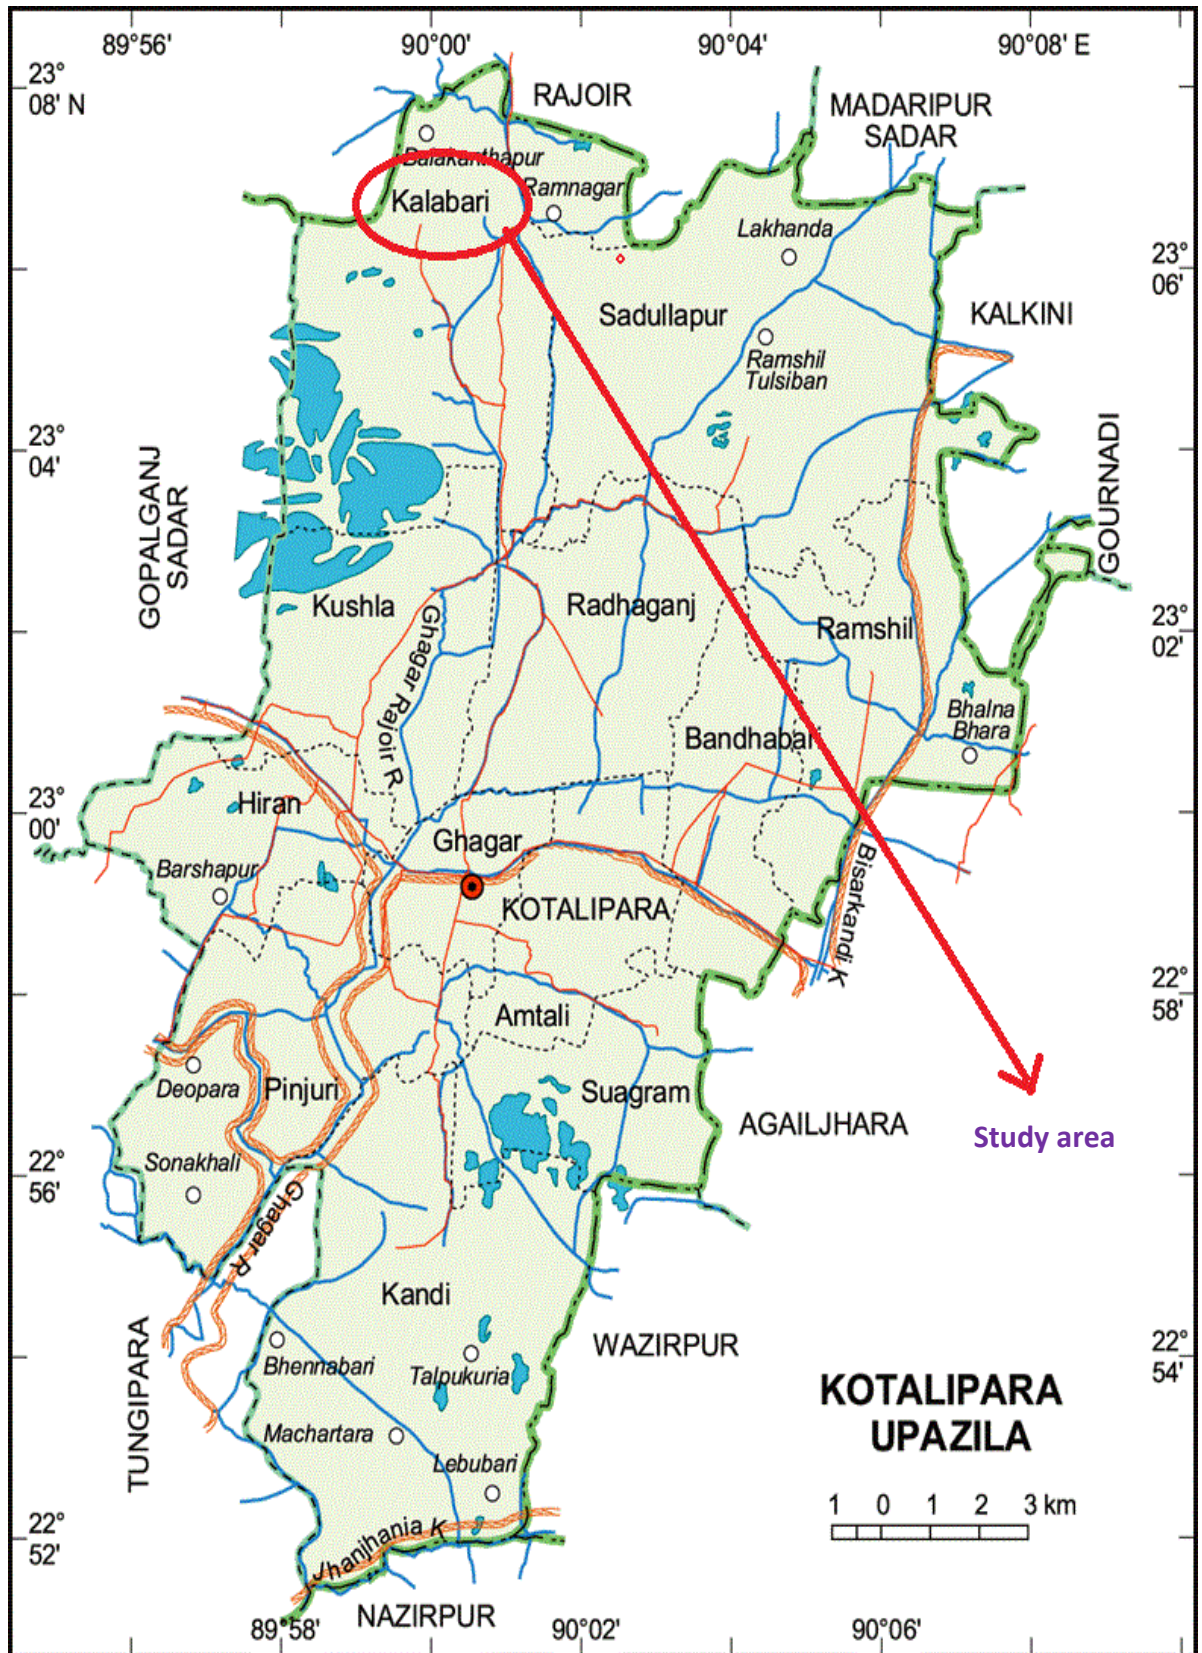 89°56'
90°00'
90°04'
90°08' E
23°
08' N
RAJOIR
MADARIPUR
SADAR
Balakanthapur
Kalabari
Ramnagar
Lakhanda
23°
06'
Sadullapur
KALKINI
Ramshil
Tulsiban
23°
04'
GOPALGANJ
SADAR
GOURNADI
Kushla
Ghagar Rajoir R
Radhaganj
Ramshil
23°
02'
Bhalna
Bhara
Bandhabari
23°
00'
Hiran
Ghagar
Barshapur
KOTALIPARA
Bisarkandi K
22°
58'
Amtali
Deopara
Pinjuri
Suagram
AGAILJHARA
Study area
22°
56'
Sonakhali
Ghagar R
Kandi
TUNGIPARA
WAZIRPUR
22°
54'
Bhennabari
Talpukuria
KOTALIPARA
UPAZILA
Machartara
Lebubari
1 0 1 2 3 km
22°
52'
Jhanjhania K
NAZIRPUR
89°58'
90°02'
90°06'